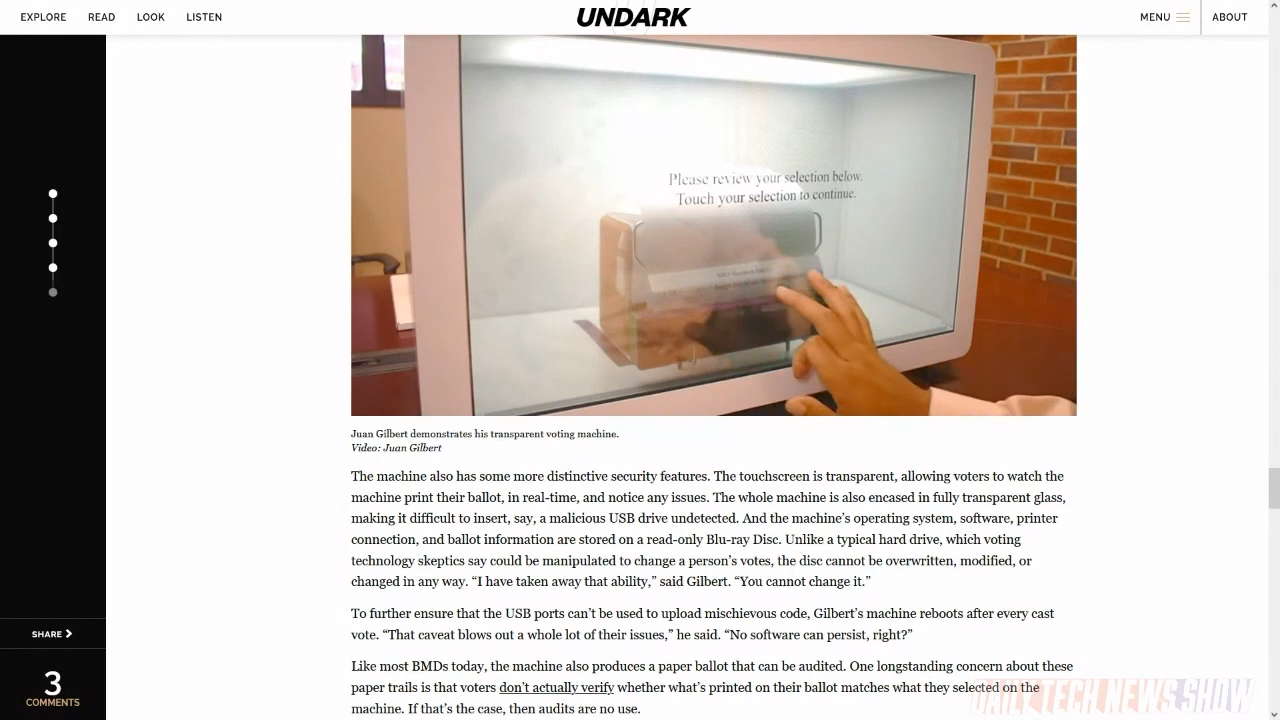 EXPLORE READ LOOK LISTEN UNDARK MENU ABOUT
Please review your selection below.
Touch your selection to continue.
Juan Gilbert demonstrates his transparent voting machine.
Video: Juan Gilbert
The machine also has some more distinctive security features. The touchscreen is transparent, allowing voters to watch the
machine print their ballot, in real-time, and notice any issues. The whole machine is also encased in fully transparent glass,
making it difficult to insert, say, a malicious USB drive undetected. And the machine’s operating system, software, printer
connection, and ballot information are stored on a read-only Blu-ray Disc. Unlike a typical hard drive, which voting
technology skeptics say could be manipulated to change a person’s votes, the disc cannot be overwritten, modified, or
changed in any way. “I have taken away that ability,” said Gilbert. “You cannot change it.”
To further ensure that the USB ports can’t be used to upload mischievous code, Gilbert’s machine reboots after every cast
vote. “That caveat blows out a whole lot of their issues,” he said. “No software can persist, right?”
Like most BMDs today, the machine also produces a paper ballot that can be audited. One longstanding concern about these
paper trails is that voters don’t actually verify whether what’s printed on their ballot matches what they selected on the
machine. If that’s the case, then audits are no use.
SHARE
3
COMMENTS
DAILY TECH NEWS SHOW